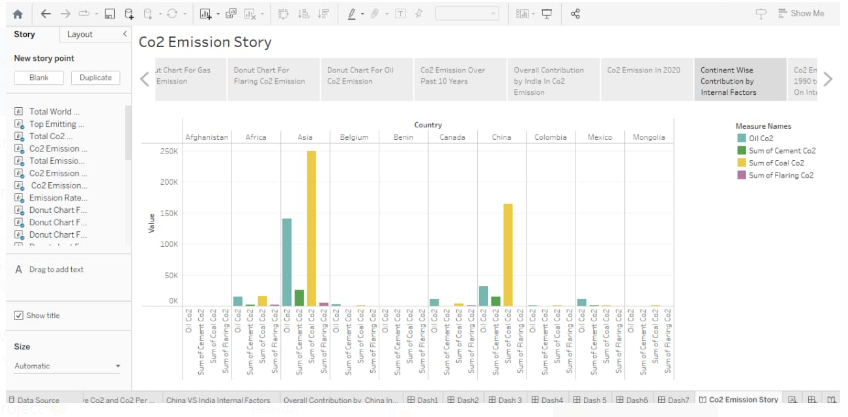 Show Me
Story
Layout
Co2 Emission Story
New story point
Blank
Duplicate
ut Chart For Gas
Emission
Donut Chart For
Flaring Co2 Emission
Donut Chart For Oil
Co2 Emission
Co2 Emission Over
Past 10 Years
Overall Contribution
by India In Co2
Emission
Co2 Emission In 2020
Continent Wise
Contribution by
Internal Factors
Co2 En
1990 t
On Int
Total World ...
Top Emitting ...
Total Co2 ...
Co2 Emission ...
Total Emissio...
Co2 Emission ...
Co2 Emission...
Emission Rate...
Donut Chart F...
Donut Chart F...
Donut Chart F...
A Drag to add text
Show title
Size
Automatic
Country
Afghanistan Africa Asia Belgium Benin Canada China Colombia Mexico Mongolia
Value
250K
200K
150K
100K
50K
0K
Oil Co2
Sum of Cement Co2
Sum of Coal Co2
Sum of Flaring Co2
Oil Co2
Sum of Cement Co2
Sum of Coal Co2
Sum of Flaring Co2
Oil Co2
Sum of Cement Co2
Sum of Coal Co2
Sum of Flaring Co2
Oil Co2
Sum of Cement Co2
Sum of Coal Co2
Sum of Flaring Co2
Oil Co2
Sum of Cement Co2
Sum of Coal Co2
Sum of Flaring Co2
Oil Co2
Sum of Cement Co2
Sum of Coal Co2
Sum of Flaring Co2
Oil Co2
Sum of Cement Co2
Sum of Coal Co2
Sum of Flaring Co2
Oil Co2
Sum of Cement Co2
Sum of Coal Co2
Sum of Flaring Co2
Oil Co2
Sum of Cement Co2
Sum of Coal Co2
Sum of Flaring Co2
Oil Co2
Sum of Cement Co2
Sum of Coal Co2
Sum of Flaring Co2
Measure Names
Oil Co2
Sum of Cement Co2
Sum of Coal Co2
Sum of Flaring Co2
Data Source
e Co2 and Co2 Per ...
China VS India Internal Factors
Overall Contribution by China In...
Dash1
Dash2
Dash 3
Dash4
Dash 5
Dash6
Dash7
Co2 Emission Story